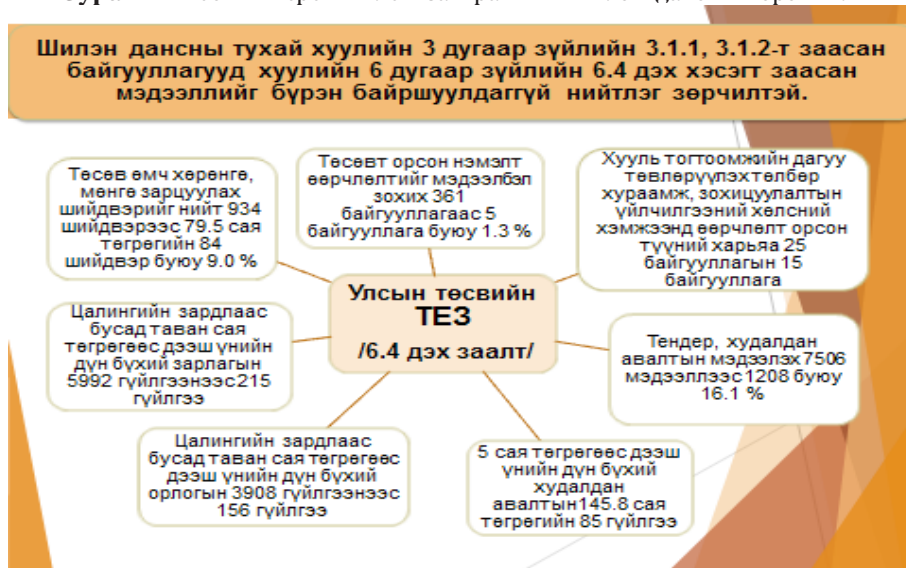 Шилэн дансны тухай хуулийн 3 дугаар зүйлийн 3.1.1, 3.1.2-т заасан
байгууллагууд хуулийн 6 дугаар зүйлийн 6.4 дэх хэсэгт заасан
мэдээллийг бүрэн байршуулдаггүй нийтлэг зөрчилтэй.
Төсөв өмч хөрөнгө,
мөнгө зарцуулах
шийдвэрийг нийт 934
шийдвэрээс 79.5 сая
төгрөгийн 84
шийдвэр буюу 9.0 %
Төсөвт орсон нэмэлт
өөрчлөлтийг мэдээлбэл
зохих 361
байгууллагаас 5
байгууллага буюу 1.3 %
Хууль тогтоомжийн дагуу
төвлөрүүлэх төлбөр
хураамж, зохицуулалтын
үйлчилгээний хөлсний
хэмжээнд өөрчлөлт орсон
түүний харьяа 25
байгууллагын 15
байгууллага
Улсын төсвийн
ТЕЗ
/6.4 дэх заалт/
Цалингийн зардлаас
бусад таван сая
төгрөгөөс дээш үнийн
дүн бүхий зарлагын
5992 гүйлгээнээс 215
гүйлгээ
Тендер, худалдан
авалтын мэдээлэх 7506
мэдээллээс 1208 буюу
16.1 %
Цалингийн зардлаас
бусад таван сая төгрөгөөс
дээш үнийн дүн бүхий
орлогын 3908 гүйлгээнээс
156 гүйлгээ
5 сая төгрөгөөс дээш
үнийн дүн бүхий
худалдан
авалтын 145.8 сая
төгрөгийн 85 гүйлгээ